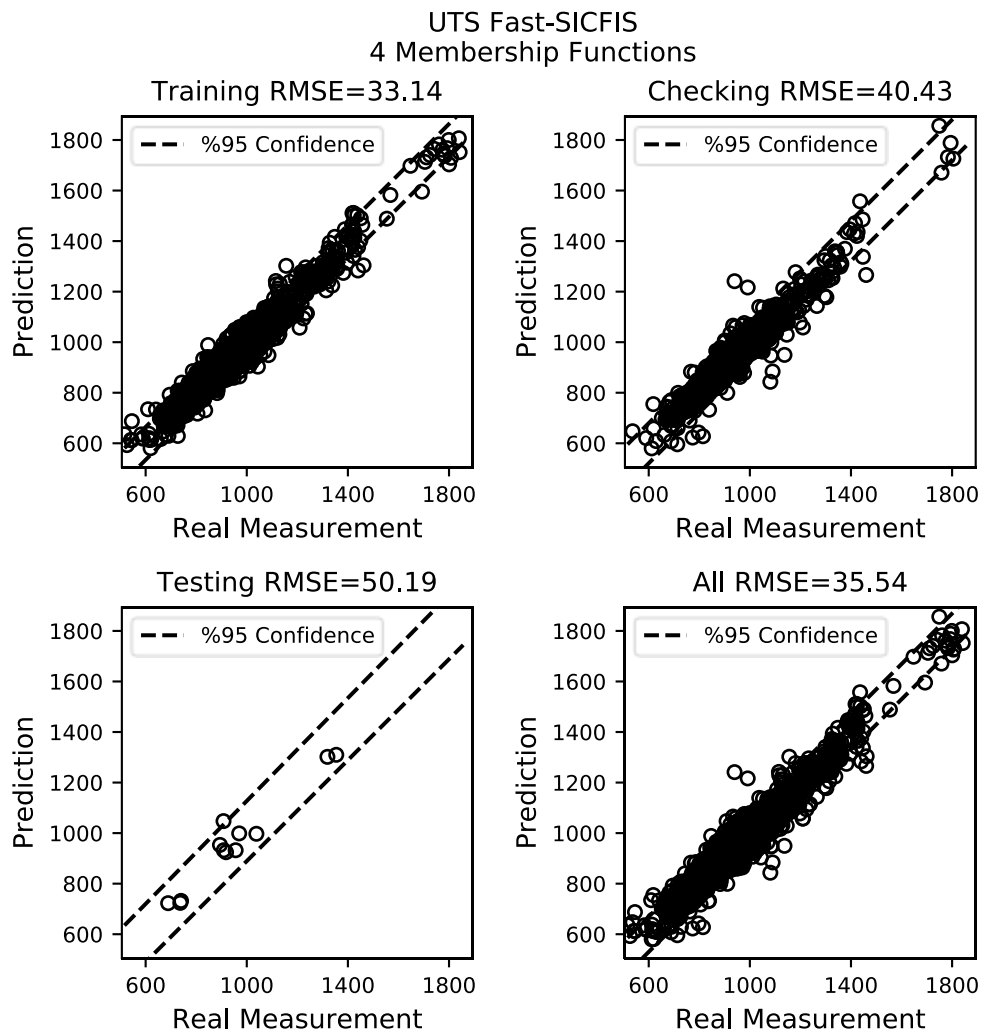 UTS Fast-SICFIS
4 Membership Functions
Training RMSE=33.14
%95 Confidence
Prediction
1800
1600
1400
1200
1000
800
600
600 1000 1400 1800
Real Measurement
Checking RMSE=40.43
%95 Confidence
Prediction
1800
1600
1400
1200
1000
800
600
600 1000 1400 1800
Real Measurement
Testing RMSE=50.19
%95 Confidence
Prediction
1800
1600
1400
1200
1000
800
600
600 1000 1400 1800
Real Measurement
All RMSE=35.54
%95 Confidence
Prediction
1800
1600
1400
1200
1000
800
600
600 1000 1400 1800
Real Measurement